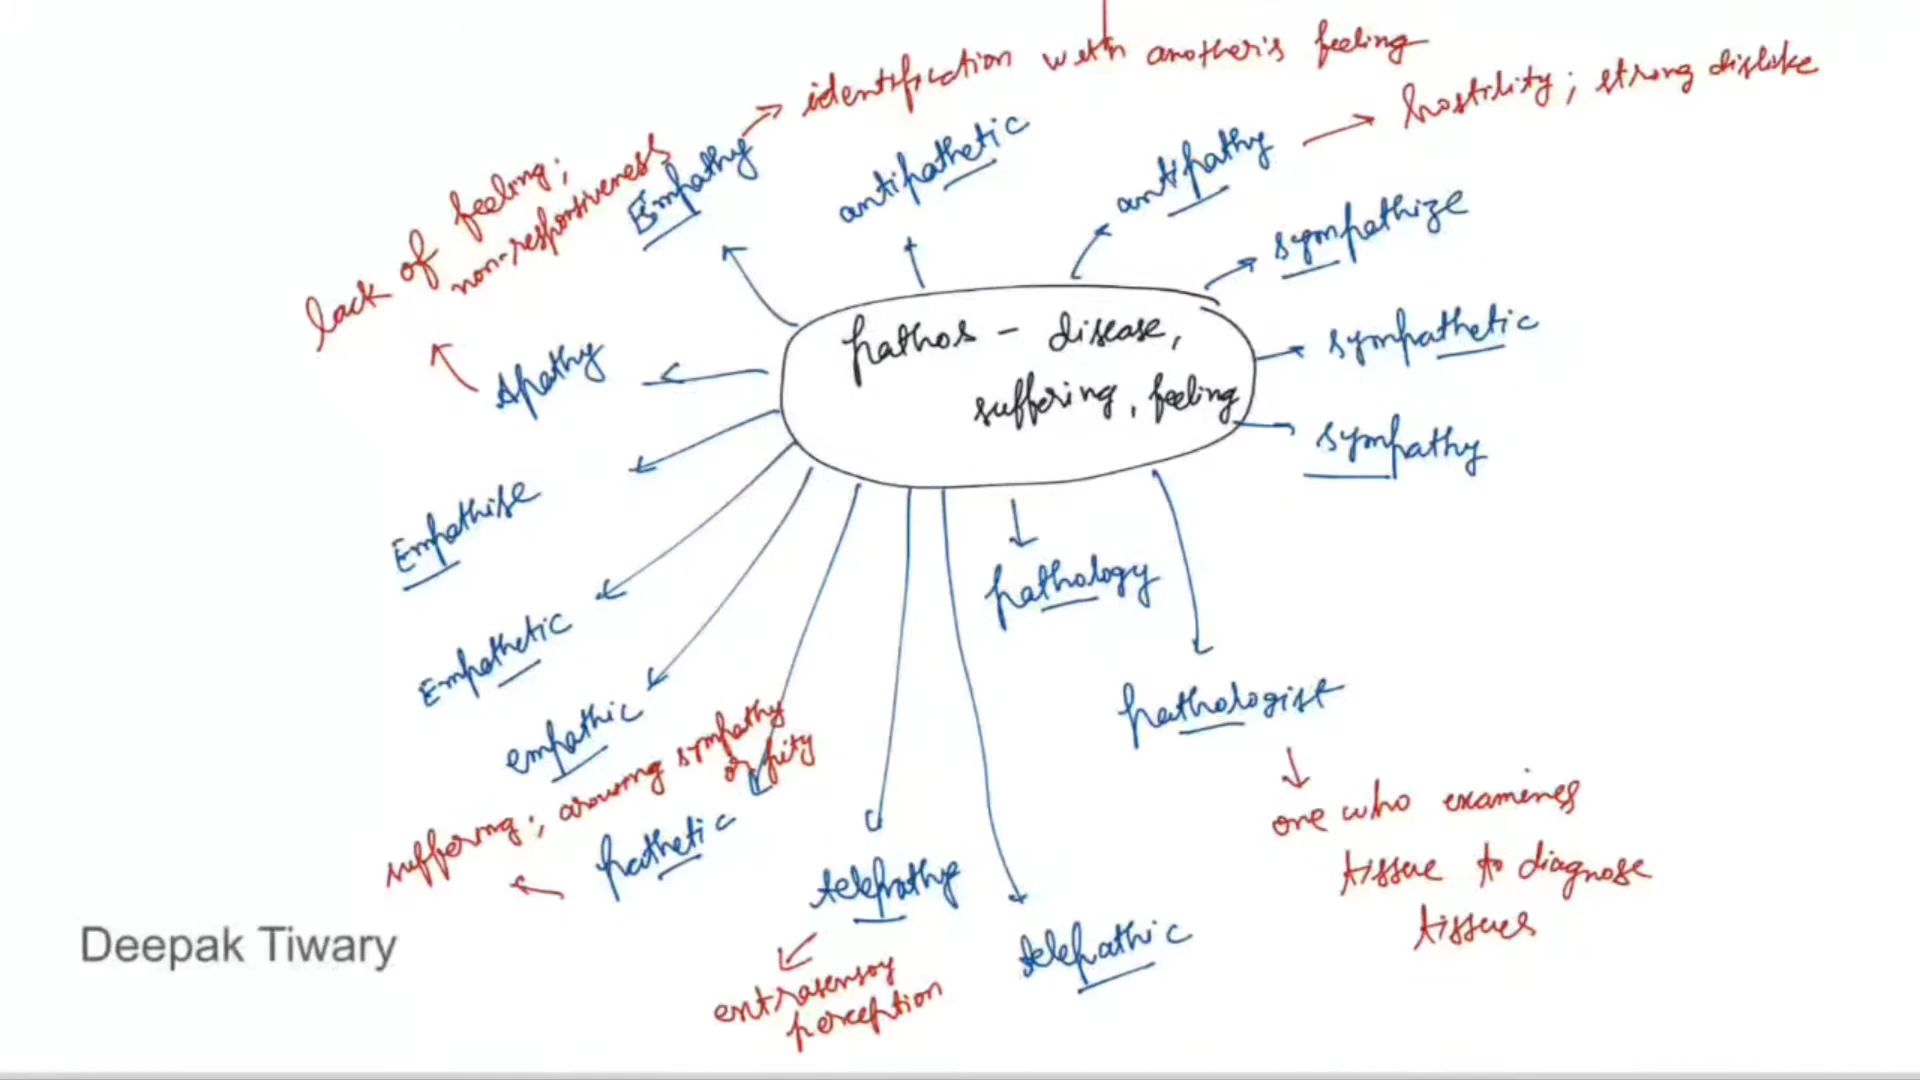 identification with another's feeling
hostility; strong dislike
lack of feeling;
non-responsiveness
Empathy
antipathetic
antipathy
sympathize
pathos - disease,
suffering, feeling
sympathetic
sympathy
Apathy
Empathise
Empathetic
empathic
pathology
pathologist
suffering; arousing sympathy
or pity
pathetic
telepathy
telepathic
one who examines
tissue to diagnose
tissues
extrasensoy
perception
Deepak Tiwary